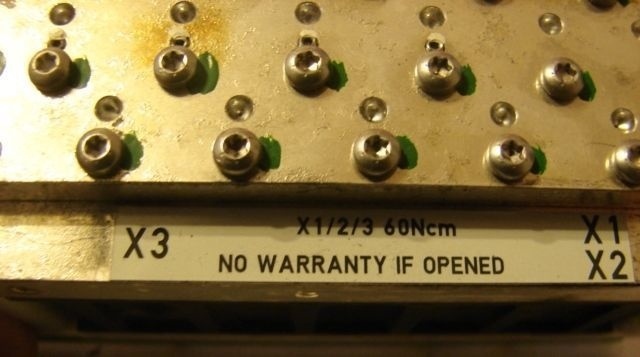 X3
X1/2/3 60Ncm
NO WARRANTY IF OPENED
X1
X2